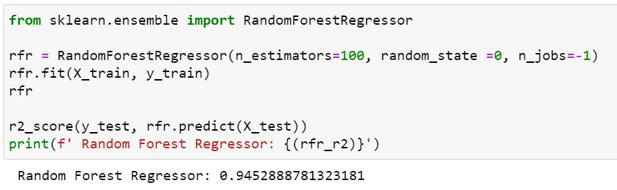 from sklearn.ensemble import RandomForestRegressor
rfr = RandomForestRegressor(n_estimators=100, random_state =0, n_jobs=-1)
rfr.fit(X_train, y_train)
rfr
r2_score(y_test, rfr.predict(X_test))
print(f' Random Forest Regressor: {(rfr_r2)}')
Random Forest Regressor: 0.9452888781323181